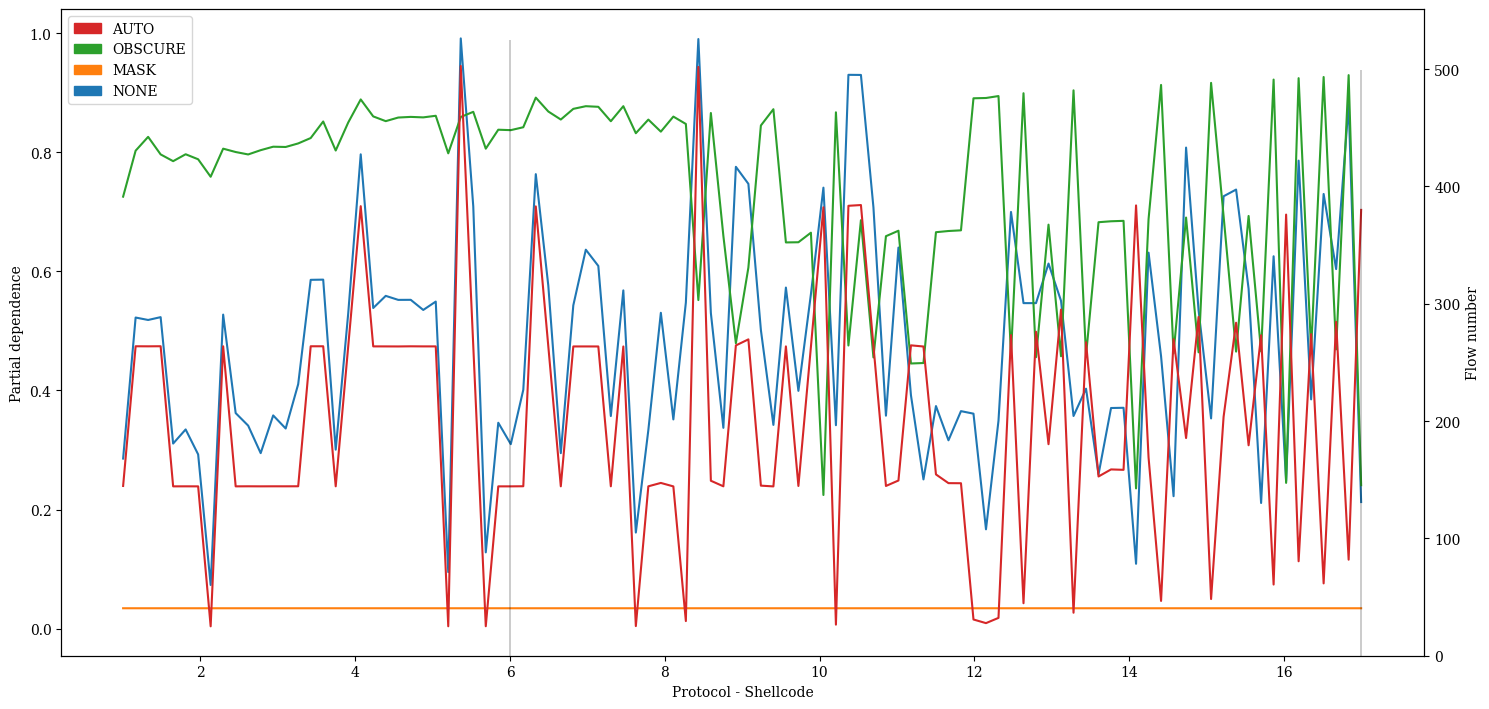 AUTO
OBSCURE
MASK
NONE
1.0
0.8
0.6
0.4
0.2
0.0
Partial dependence
2 4 6 8 10 12 14 16
Protocol - Shellcode
500
400
300
200
100
0
Flow number